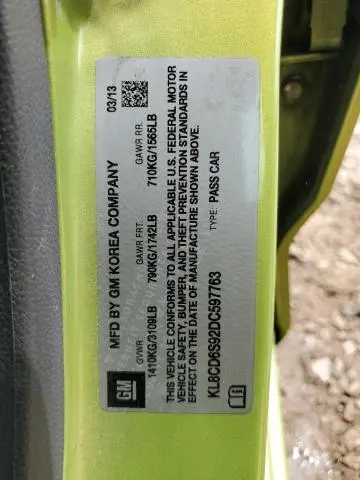 MFD BY GM KOREA COMPANY 03/13
GVWR GAWR FRT. GAWR RR.
1410KG/3109LB 790KG/1742LB 710KG/1565LB
THIS VEHICLE CONFORMS TO ALL APPLICABLE U.S. FEDERAL MOTOR
VEHICLE SAFETY, BUMPER, AND THEFT PREVENTION STANDARDS IN
EFFECT ON THE DATE OF MANUFACTURE SHOWN ABOVE.
KL8CD6S92DC597763 TYPE: PASS CAR
GM